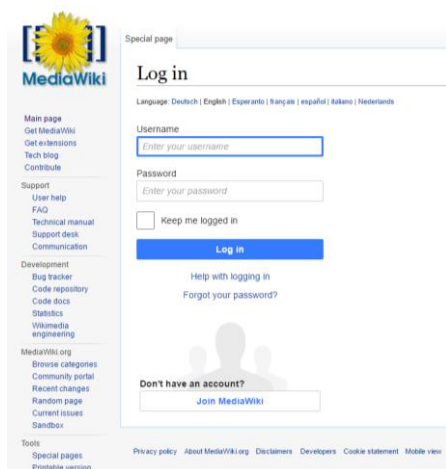 MediaWiki
Main page
Get MediaWiki
Get extensions
Tech blog
Contribute
Support
User help
FAQ
Technical manual
Support desk
Communication
Development
Bug tracker
Code repository
Code docs
Statistics
Wikimedia
engineering
MediaWiki.org
Browse categories
Community portal
Recent changes
Random page
Current issues
Sandbox
Tools
Special pages
Printable version
Special page
Log in
Language: Deutsch | English | Esperanto | français | español | italiano | Nederlands
Username
Enter your username
Password
Enter your password
Keep me logged in
Log in
Help with logging in
Forgot your password?
Don't have an account?
Join MediaWiki
Privacy policy About MediaWiki.org Disclaimers Developers Cookie statement Mobile view